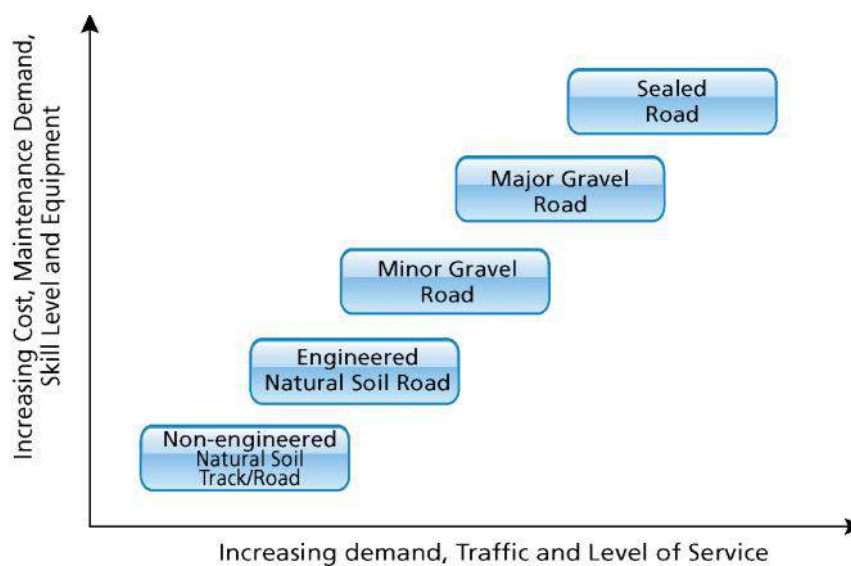 Increasing Cost, Maintenance Demand,
Skill Level and Equipment
Sealed
Road
Major Gravel
Road
Minor Gravel
Road
Engineered
Natural Soil Road
Non-engineered
Natural Soil
Track/Road
Increasing demand, Traffic and Level of Service